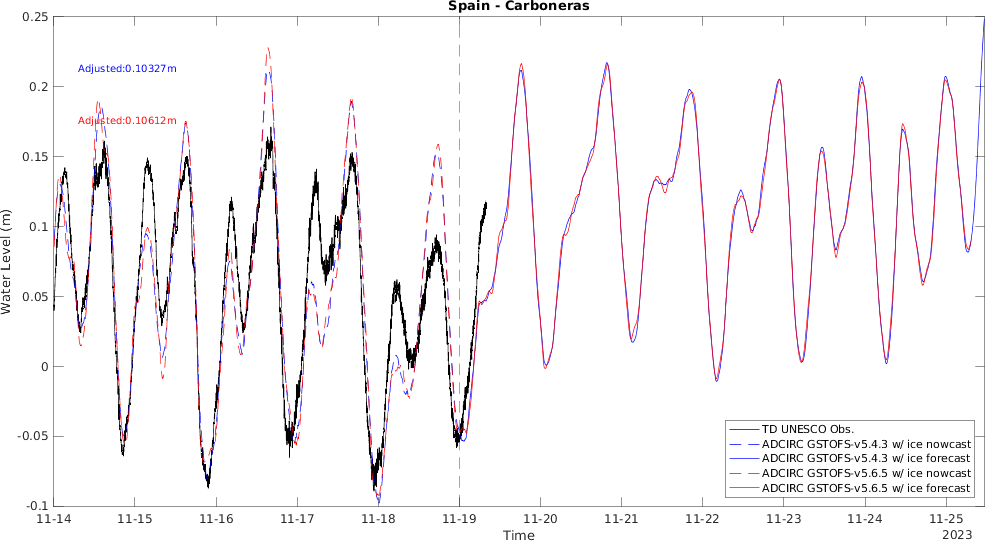 Spain - Carboneras
Water Level (m)
0.25
0.2
0.15
0.1
0.05
0
-0.05
-0.1
Adjusted:0.10327m
Adjusted:0.10612m
TD UNESCO Obs.
ADCIRC GSTOFS-v5.4.3 w/ ice nowcast
ADCIRC GSTOFS-v5.4.3 w/ ice forecast
ADCIRC GSTOFS-v5.6.5 w/ ice nowcast
ADCIRC GSTOFS-v5.6.5 w/ ice forecast
11-14 11-15 11-16 11-17 11-18 11-19 11-20 11-21 11-22 11-23 11-24 11-25
Time
2023